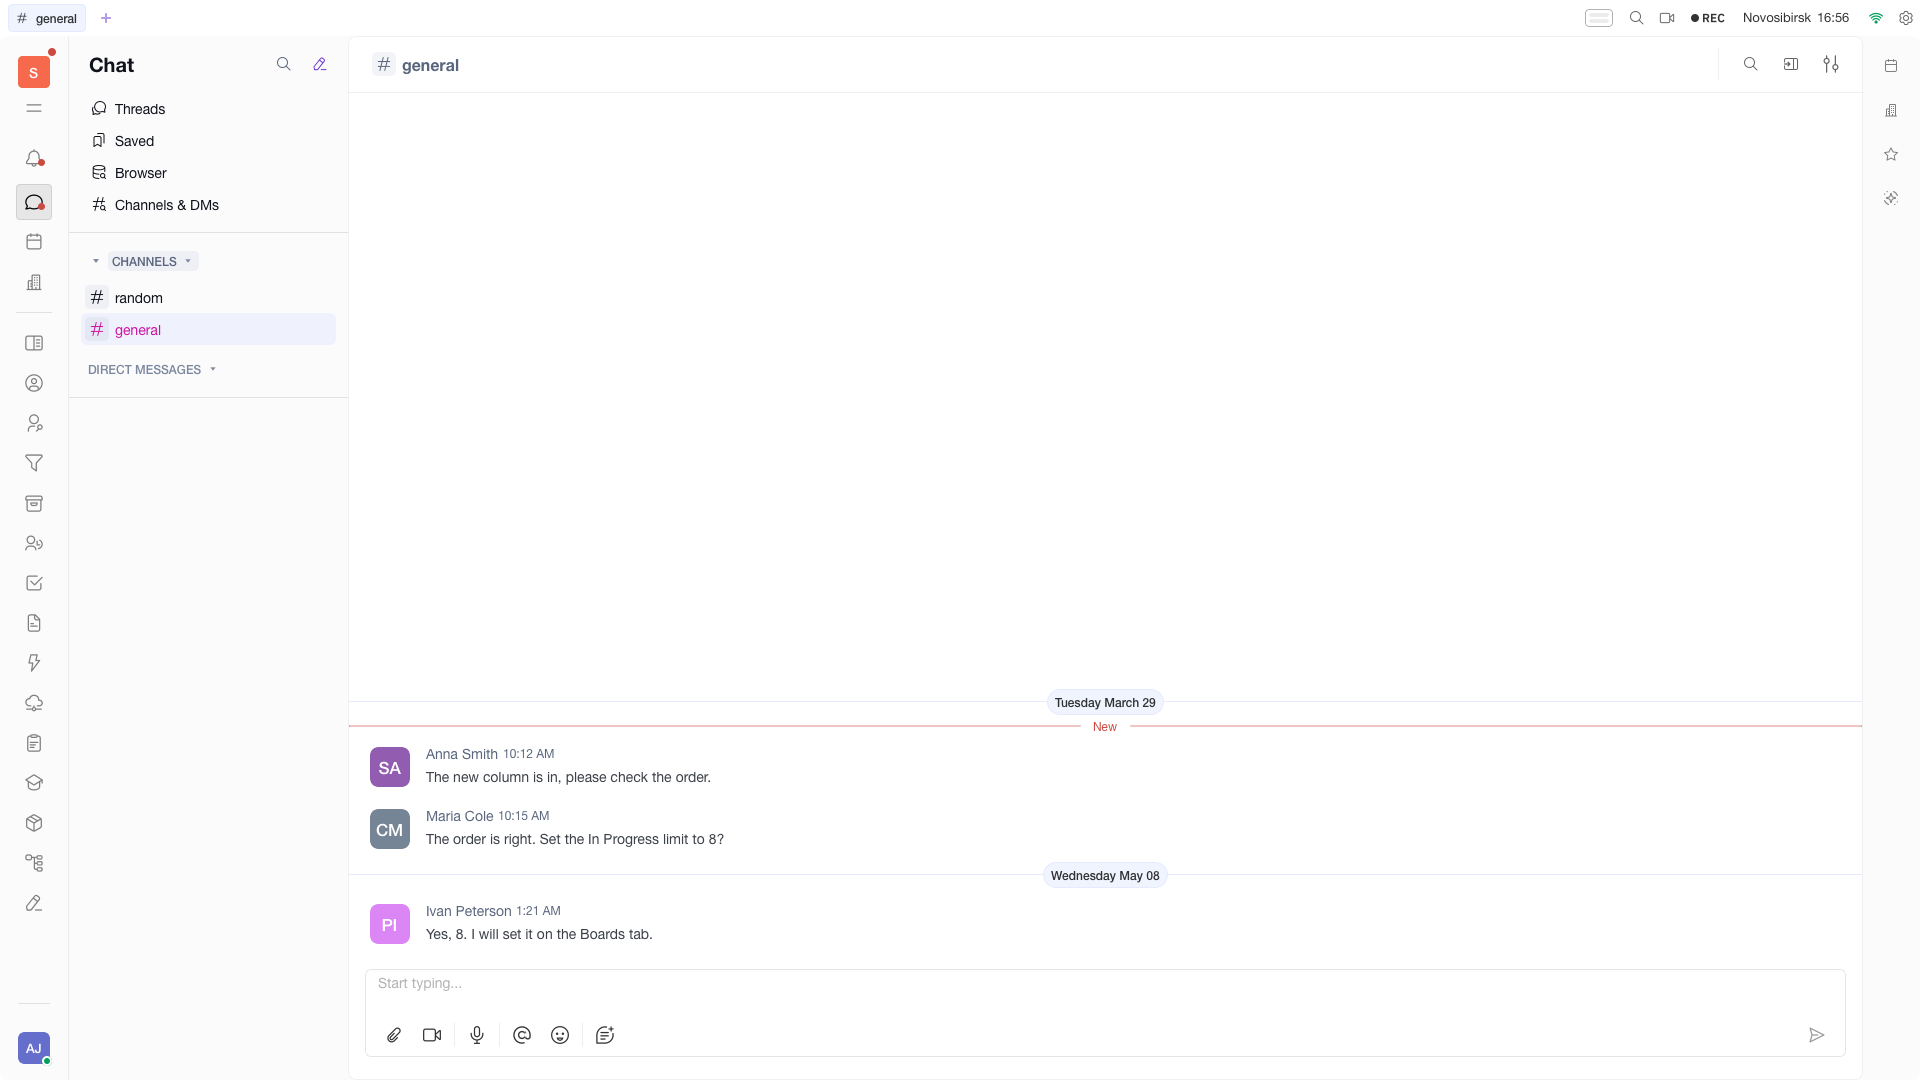 general
REC
Novosibirsk 16:56
S
Chat
Threads
Saved
Browser
Channels & DMs
CHANNELS
random
general
DIRECT MESSAGES
AJ
general
Tuesday March 29
New
SA
Anna Smith 10:12 AM
The new column is in, please check the order.
CM
Maria Cole 10:15 AM
The order is right. Set the In Progress limit to 8?
Wednesday May 08
PI
Ivan Peterson 1:21 AM
Yes, 8. I will set it on the Boards tab.
Start typing...